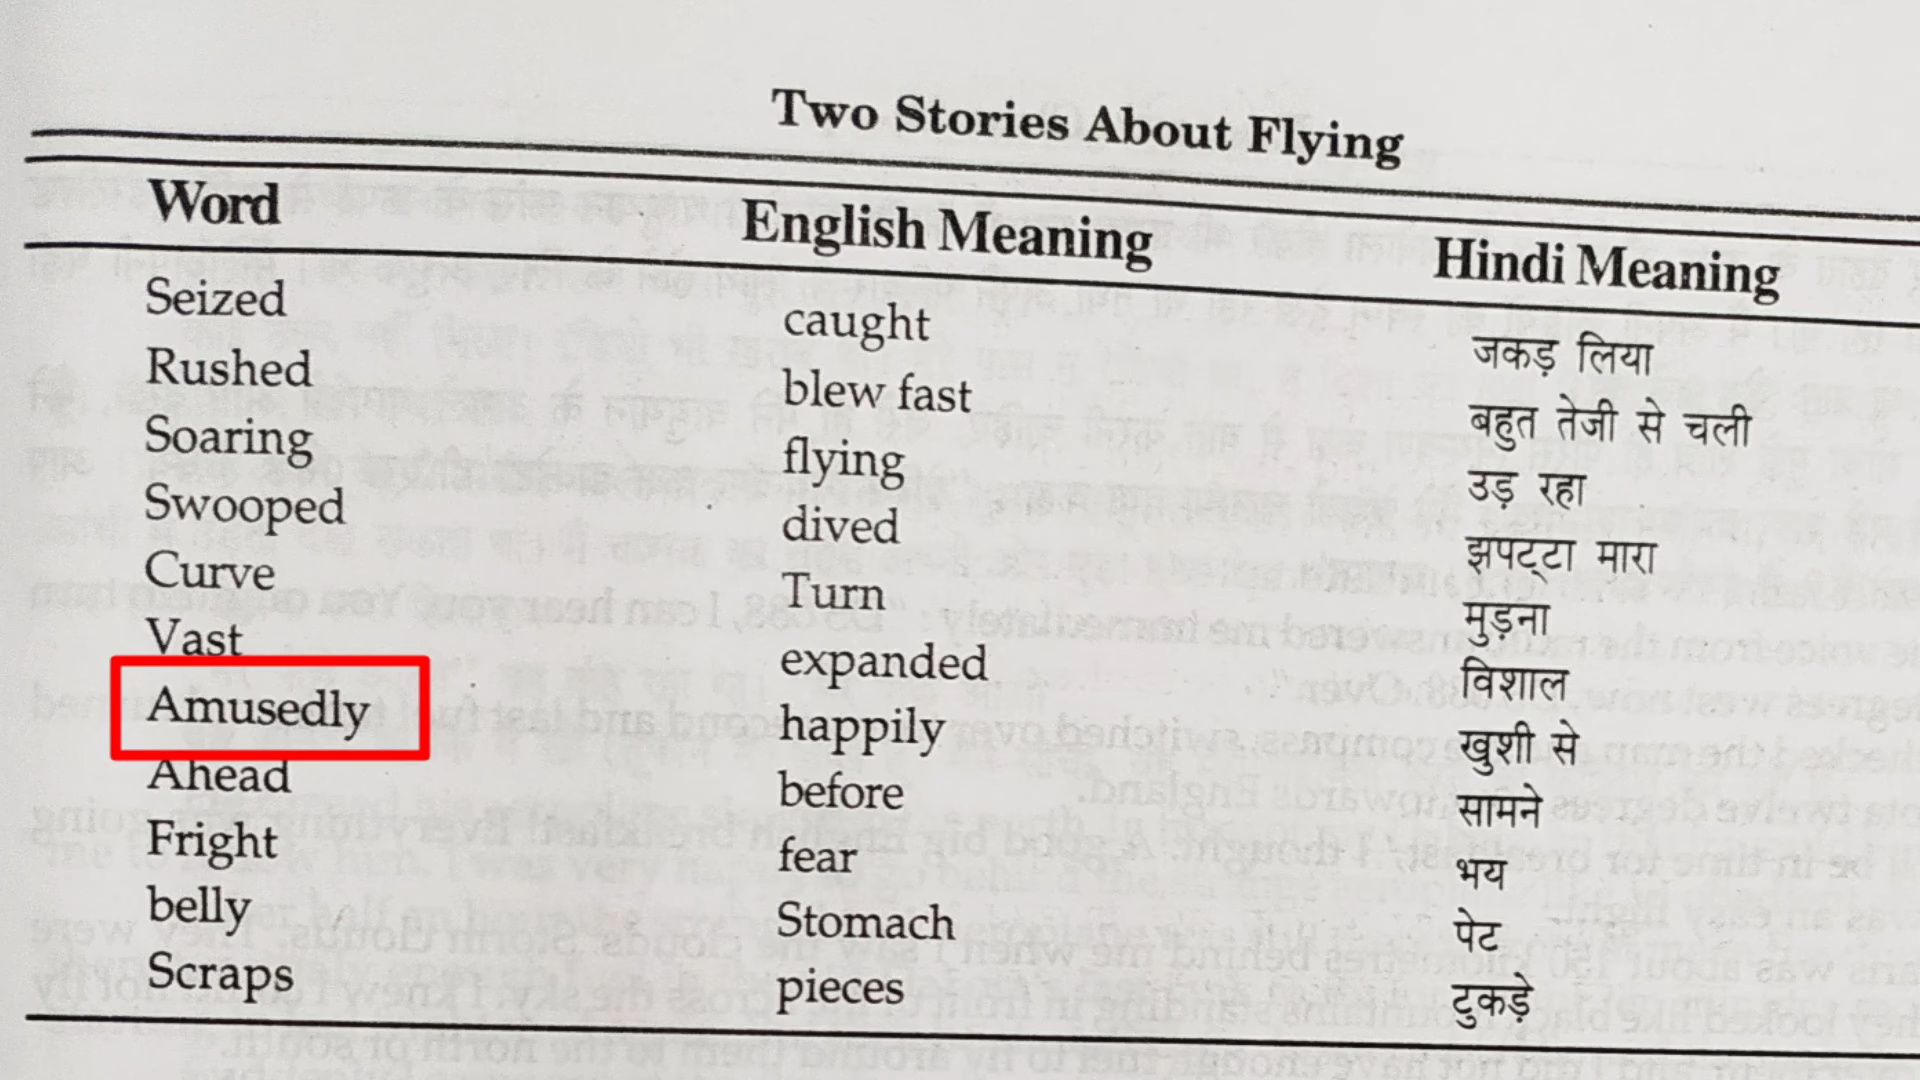 Two Stories About Flying
Word English Meaning Hindi Meaning
Seized caught जकड़ लिया
Rushed blew fast बहुत तेजी से चली
Soaring flying उड़ रहा
Swooped dived झपट्टा मारा
Curve Turn मुड़ना
Vast expanded विशाल
Amusedly happily खुशी से
Ahead before सामने
Fright fear भय
belly Stomach पेट
Scraps pieces टुकड़े